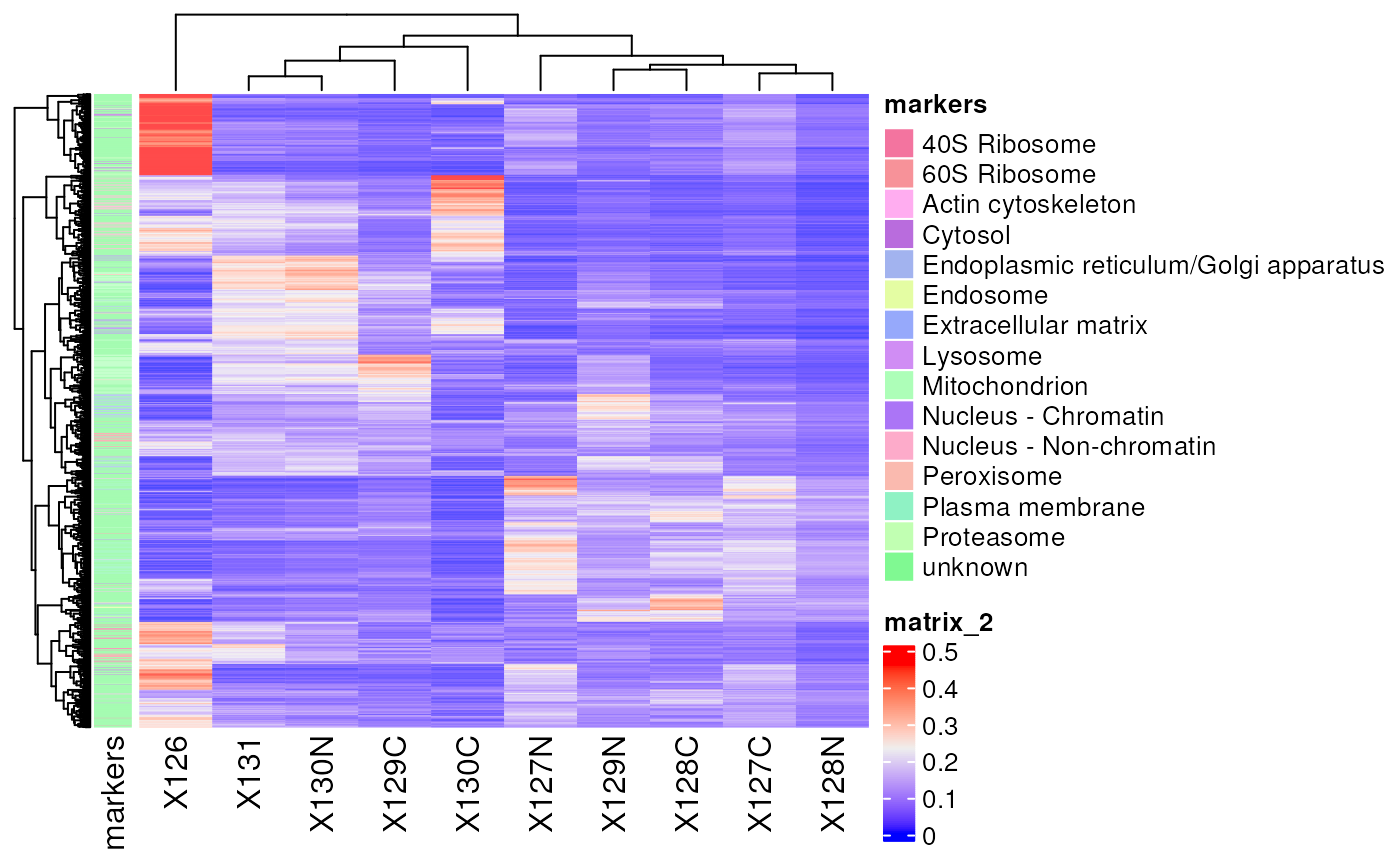 markers
40S Ribosome
60S Ribosome
Actin cytoskeleton
Cytosol
Endoplasmic reticulum/Golgi apparatus
Endosome
Extracellular matrix
Lysosome
Mitochondrion
Nucleus - Chromatin
Nucleus - Non-chromatin
Peroxisome
Plasma membrane
Proteasome
unknown
matrix_2
0.5
0.4
0.3
0.2
0.1
0
markers
X126
X131
X130N
X129C
X130C
X127N
X129N
X128C
X127C
X128N